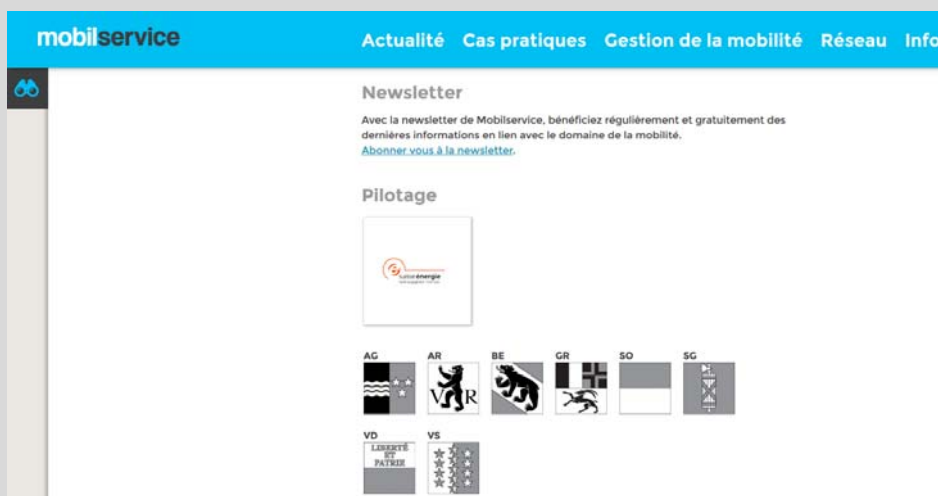 mobilservice
Actualité Cas pratiques Gestion de la mobilité Réseau Info
Newsletter
Avec la newsletter de Mobilservice, bénéficiez régulièrement et gratuitement des
dernières informations en lien avec le domaine de la mobilité.
Abonner vous à la newsletter.
Pilotage
suisseénergie
AG AR BE GR SO SG
V R
VD VS
LIBERTÉ
ET
PATRIE